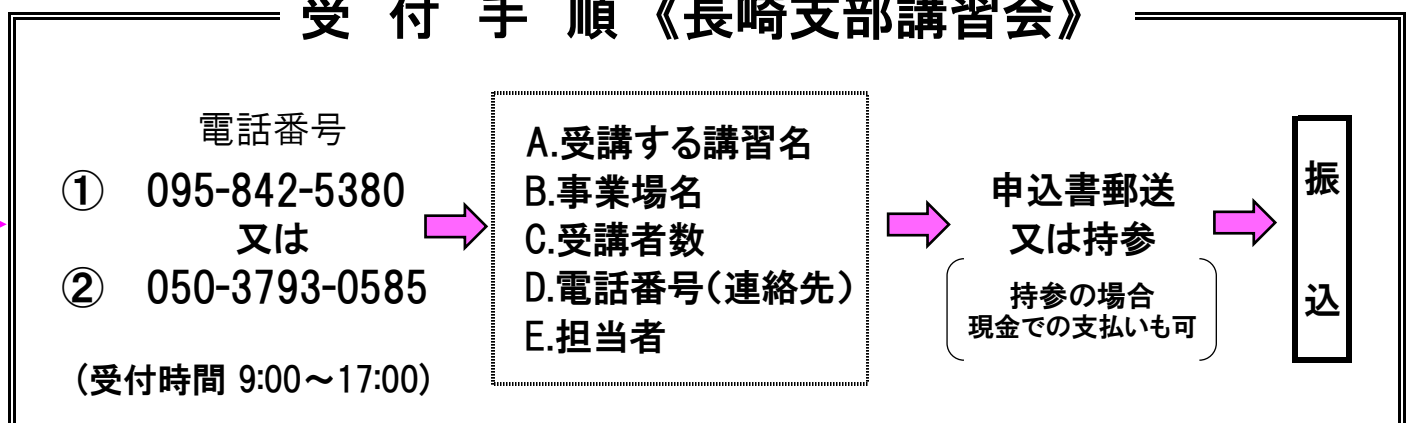 受 付 手 順 《長崎支部講習会》
電話番号
① 095-842-5380
又は
② 050-3793-0585
(受付時間 9:00～17:00)
A.受講する講習名
B.事業場名
C.受講者数
D.電話番号(連絡先)
E.担当者
申込書郵送
又は持参
持参の場合
現金での支払いも可
振
込